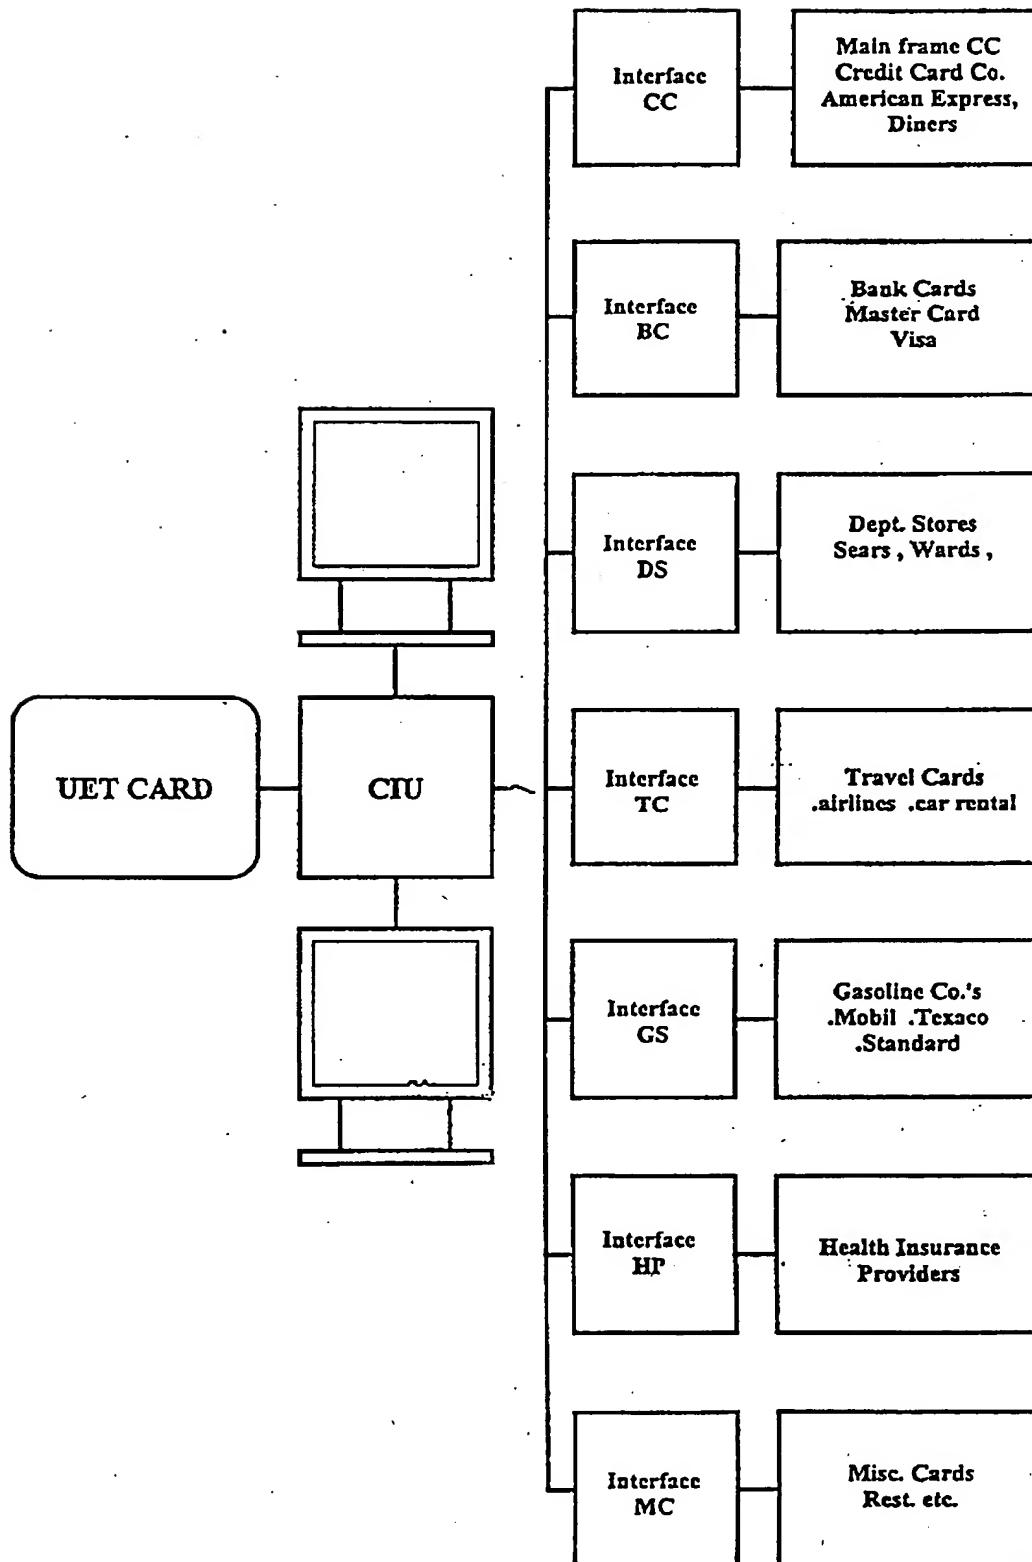 Interface
CC
Main frame CC
Credit Card Co.
American Express,
Diners
Interface
BC
Bank Cards
Master Card
Visa
Interface
DS
Dept. Stores
Sears , Wards ,
UET CARD
CIU
Interface
TC
Travel Cards
.airlines .car rental
Interface
GS
Gasoline Co.'s
.Mobil .Texaco
.Standard
Interface
HP
Health Insurance
Providers
Interface
MC
Misc. Cards
Rest. etc.